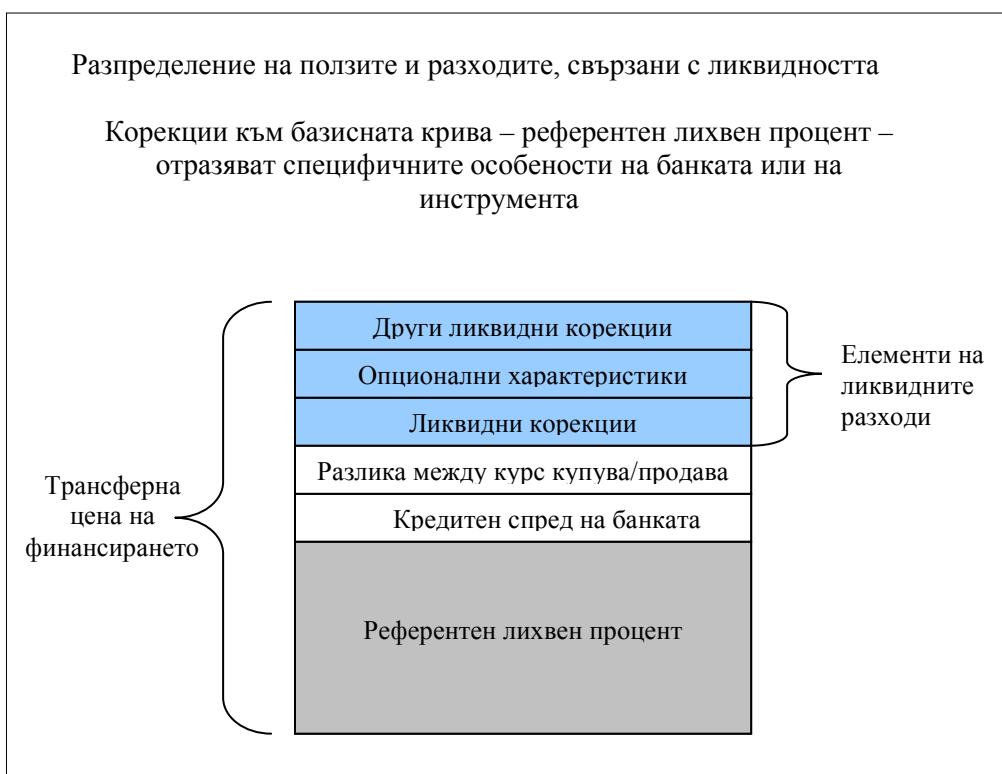 Разпределение на ползите и разходите, свързани с ликвидността
Корекции към базисната крива – референтен лихвен процент –
отразяват специфичните особености на банката или на
инструмента
Други ликвидни корекции
Опционални характеристики
Ликвидни корекции
Разлика между курс купува/продава
Кредитен спред на банката
Референтен лихвен процент
Трансферна
цена на
финансирането
Елементи на
ликвидните
разходи